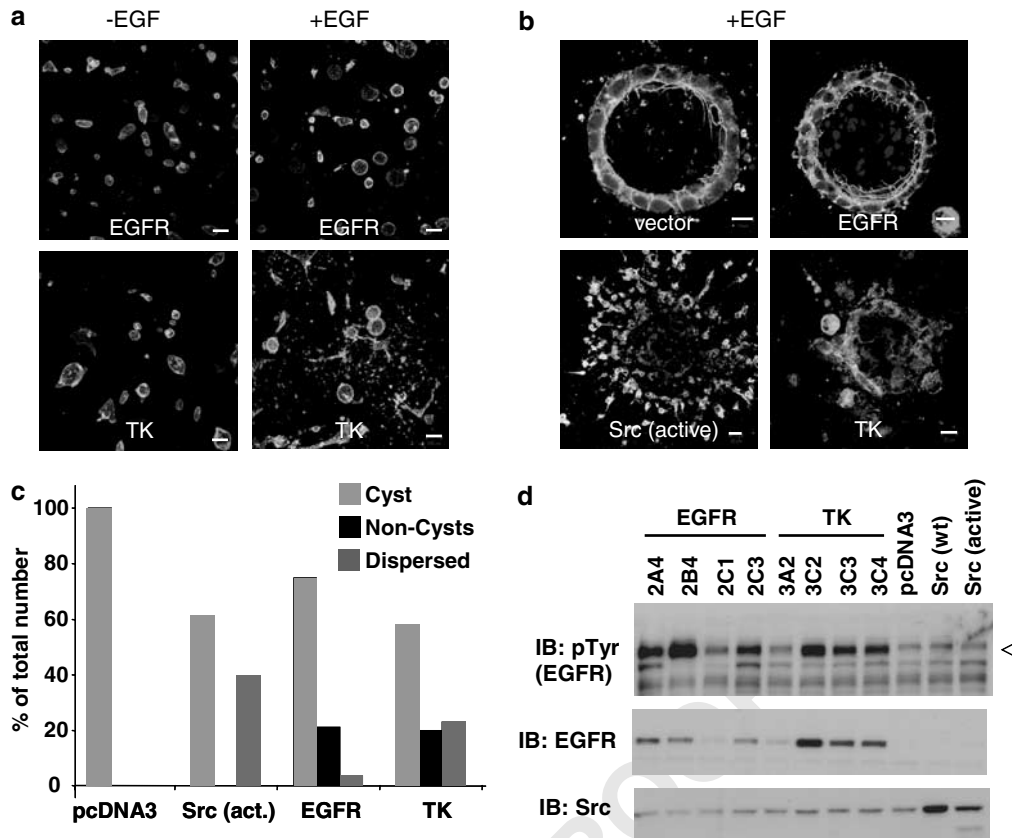 a
-EGF
+EGF
EGFR
EGFR
TK
TK
b
+EGF
vector
EGFR
Src (active)
TK
c
% of total number
100
80
60
40
20
0
Cyst
Non-Cysts
Dispersed
pcDNA3
Src (act.)
EGFR
TK
d
EGFR
TK
2A4
2B4
2C1
2C3
3A2
3C2
3C3
3C4
pcDNA3
Src (wt)
Src (active)
IB: pTyr
(EGFR)
<
IB: EGFR
IB: Src